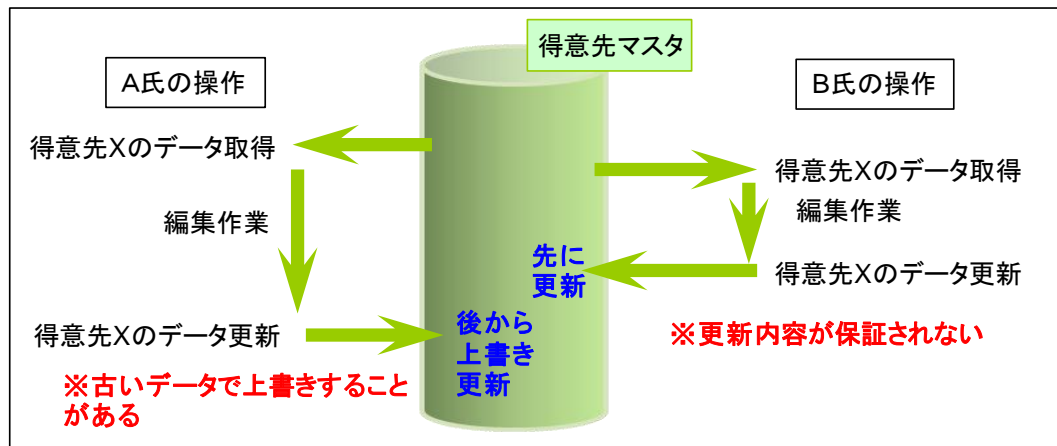 得意先マスタ
A氏の操作
B氏の操作
得意先Xのデータ取得
得意先Xのデータ取得
編集作業
編集作業
先に
更新
得意先Xのデータ更新
得意先Xのデータ更新
後から
上書き
更新
※更新内容が保証されない
※古いデータで上書きすること
がある